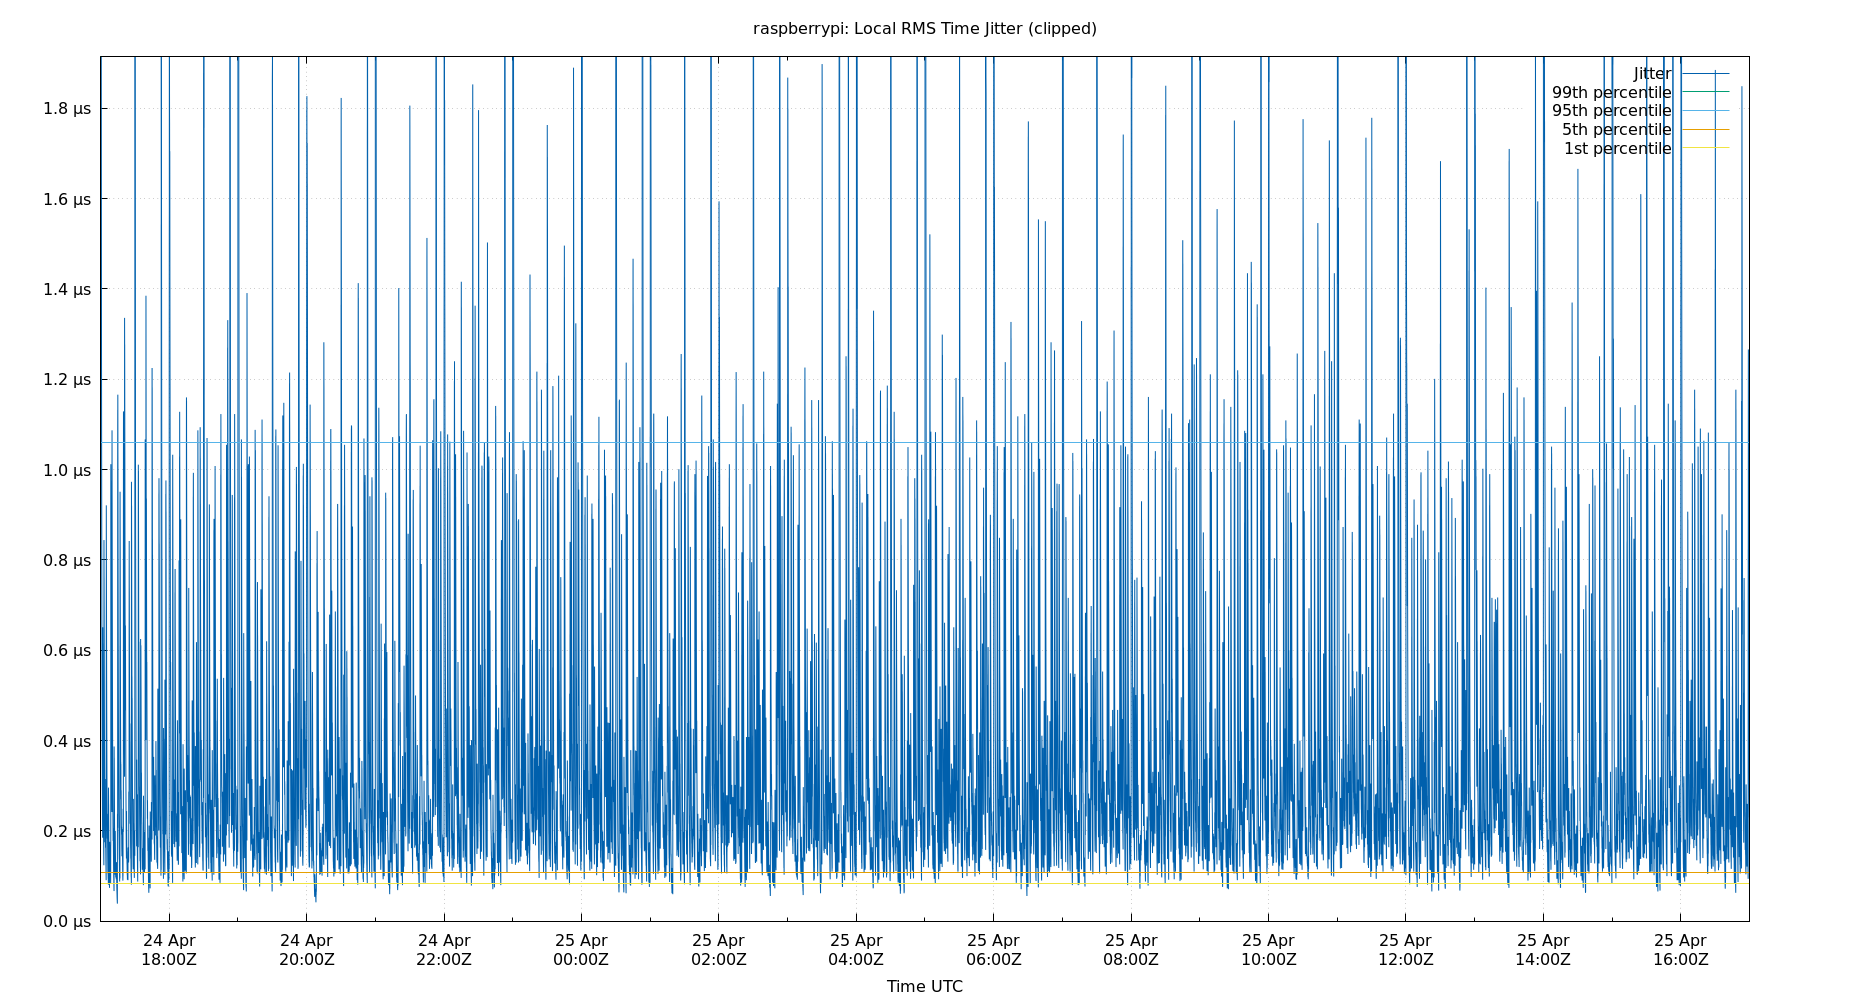 raspberrypi: Local RMS Time Jitter (clipped)
Jitter
99th percentile
95th percentile
5th percentile
1st percentile
1.8 μs
1.6 μs
1.4 μs
1.2 μs
1.0 μs
0.8 μs
0.6 μs
0.4 μs
0.2 μs
0.0 μs
24 Apr 24 Apr 24 Apr 25 Apr 25 Apr 25 Apr 25 Apr 25 Apr 25 Apr 25 Apr 25 Apr 25 Apr
18:00Z 20:00Z 22:00Z 00:00Z 02:00Z 04:00Z 06:00Z 08:00Z 10:00Z 12:00Z 14:00Z 16:00Z
Time UTC